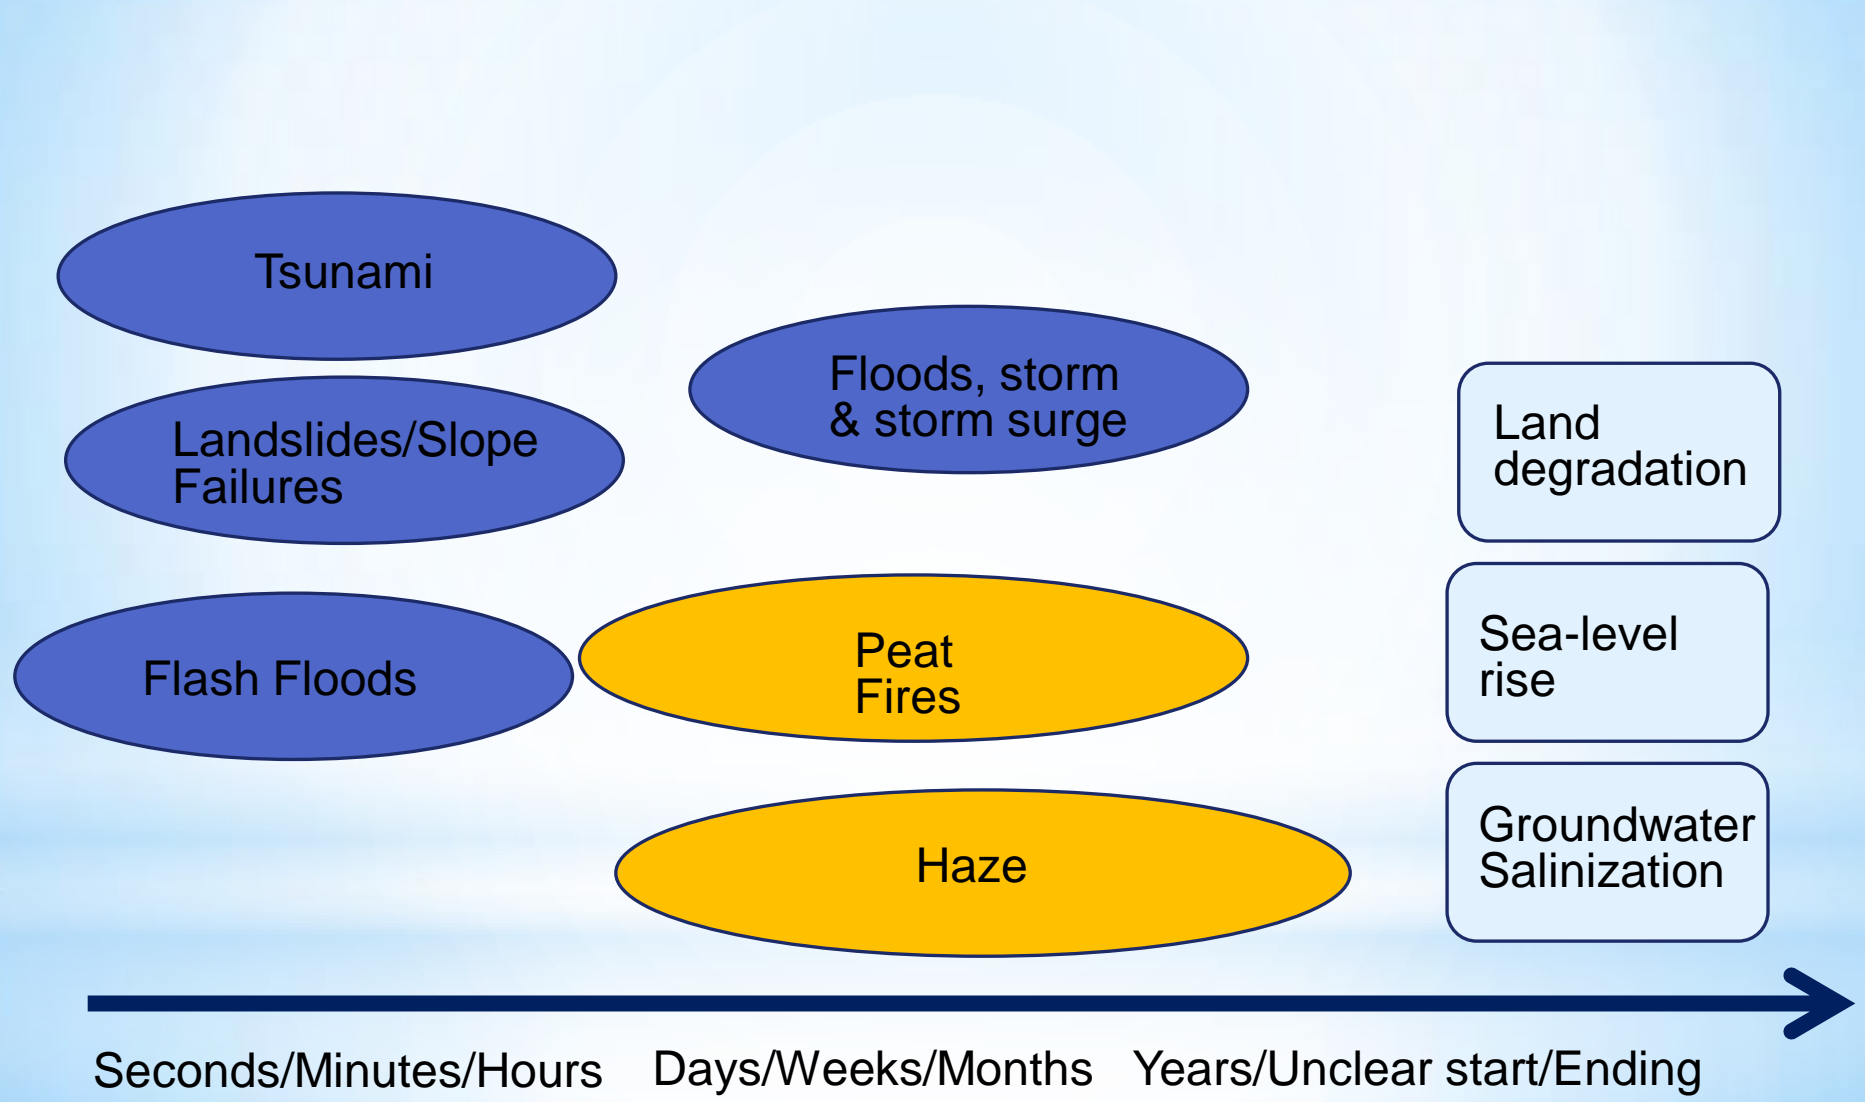 Tsunami
Landslides/Slope
Failures
Flash Floods
Floods, storm
& storm surge
Peat
Fires
Haze
Land
degradation
Sea-level
rise
Groundwater
Salinization
Seconds/Minutes/Hours
Days/Weeks/Months
Years/Unclear start/Ending